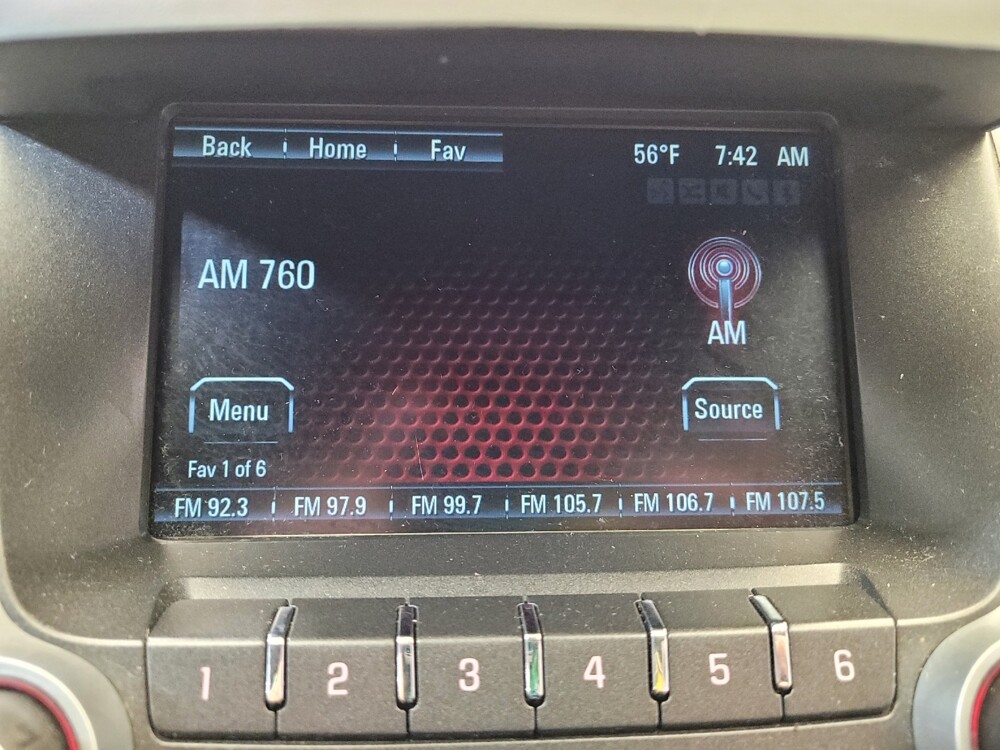 Back Home Fav 56°F 7:42 AM
AM 760
AM
Menu Source
Fav 1 of 6
FM 92.3 FM 97.9 FM 99.7 FM 105.7 FM 106.7 FM 107.5
1 2 3 4 5 6